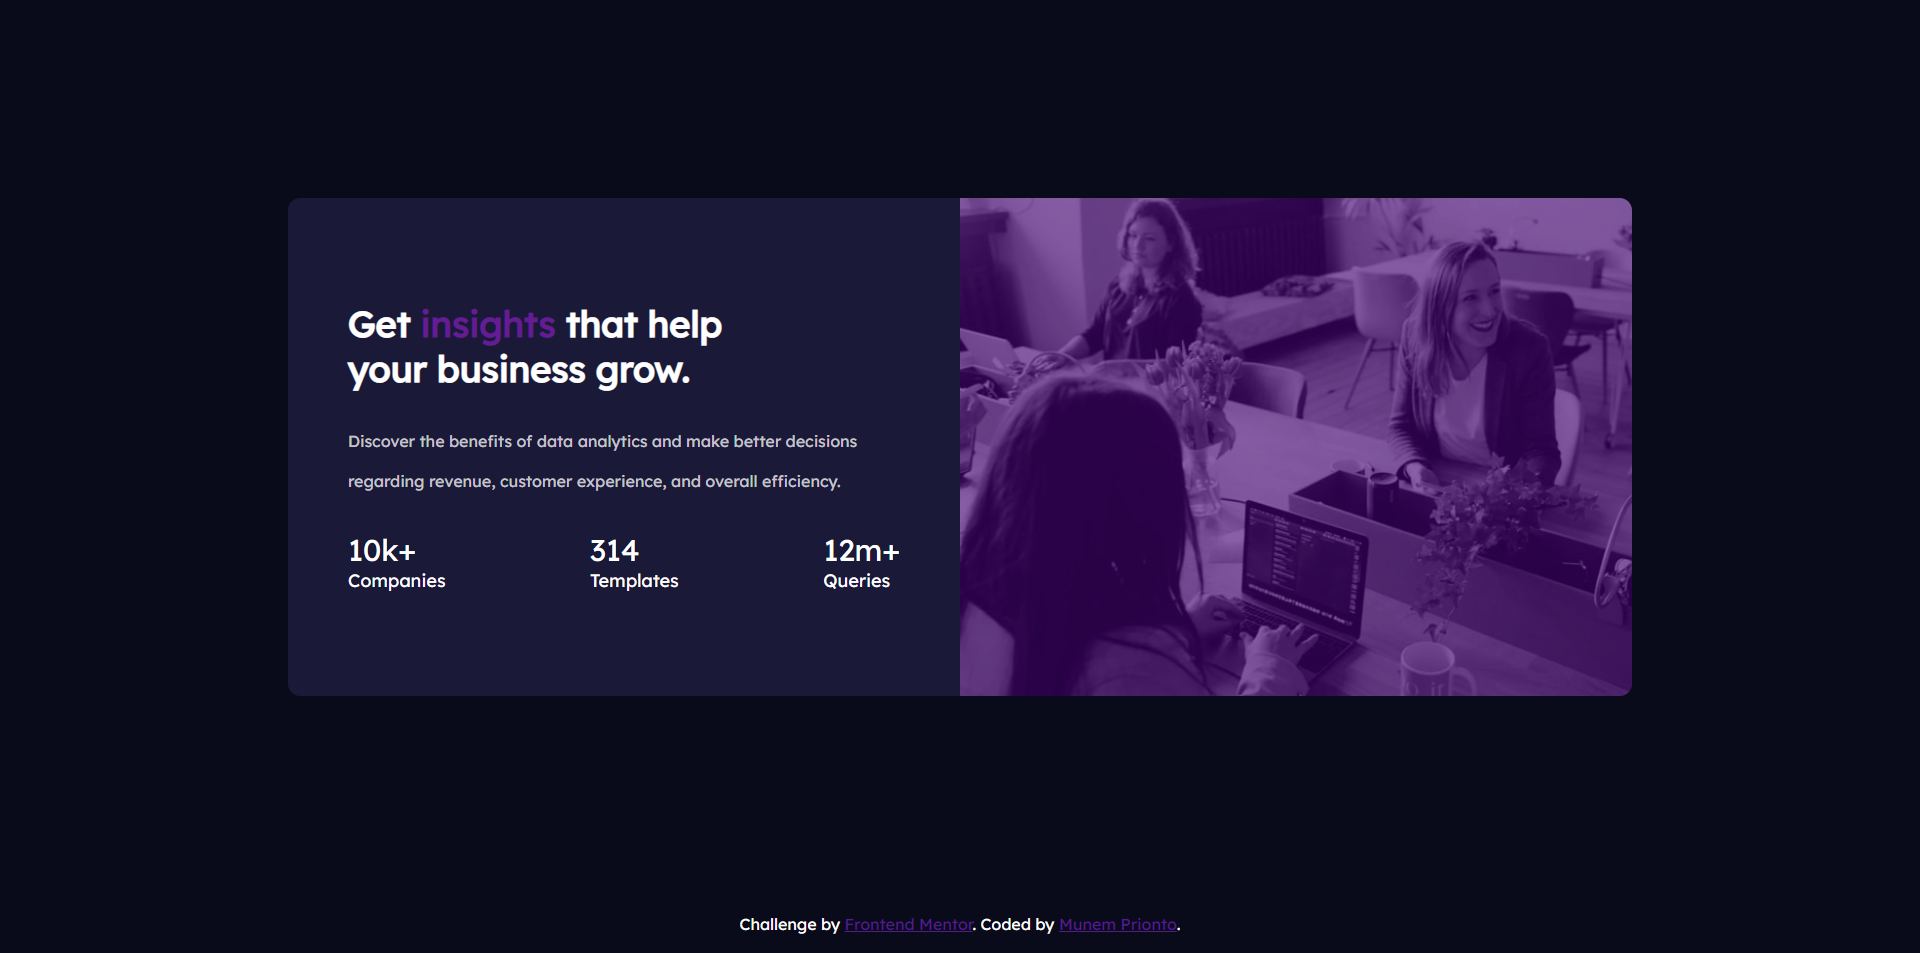 Get insights that help
your business grow.
Discover the benefits of data analytics and make better decisions
regarding revenue, customer experience, and overall efficiency.
10k+
Companies
314
Templates
12m+
Queries
Challenge by Frontend Mentor. Coded by Munem Prionto.